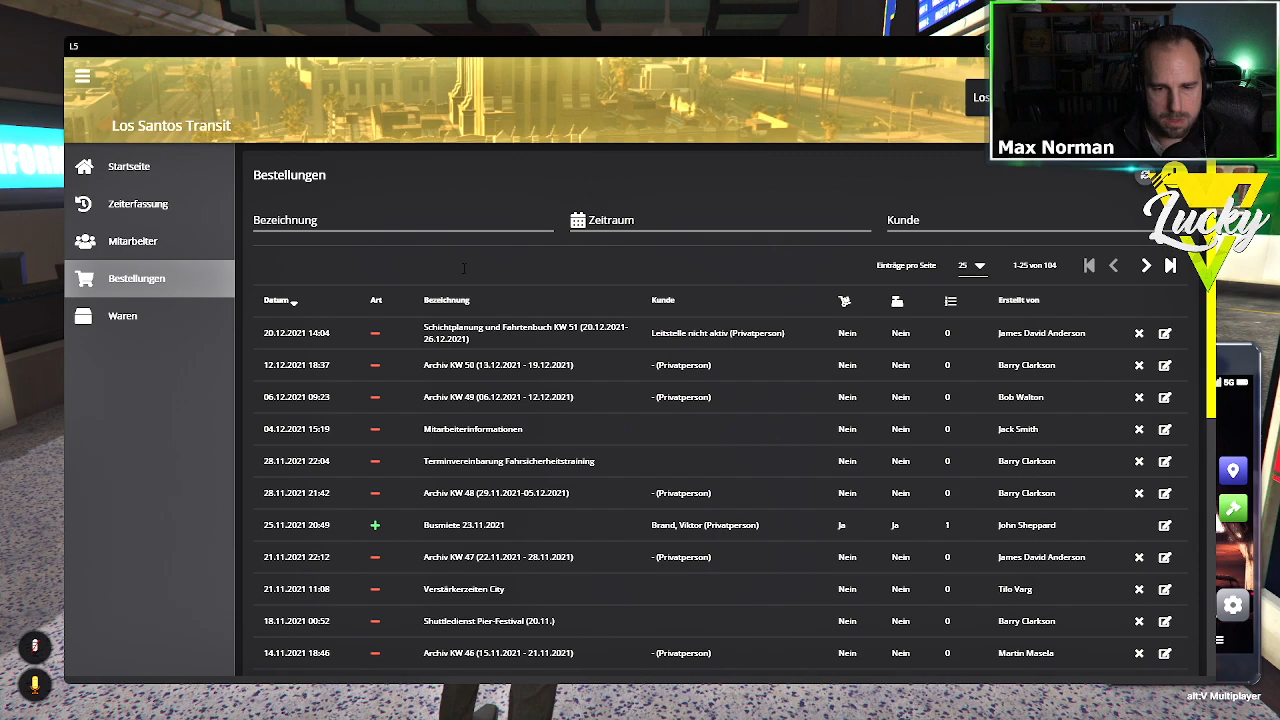 L5
Los Santos Transit
Los
Max Norman
Lucky
Startseite
Zeiterfassung
Mitarbeiter
Bestellungen
Waren
Bestellungen
Bezeichnung
Zeitraum
Kunde
Einträge pro Seite 25 1-25 von 104
Datum Art Bezeichnung Kunde Erstellt von
20.12.2021 14:04 Schichtplanung und Fahrtenbuch KW 51 (20.12.2021-
26.12.2021) Leitstelle nicht aktiv (Privatperson) Nein Nein 0 James David Anderson
12.12.2021 18:37 Archiv KW 50 (13.12.2021 - 19.12.2021) - (Privatperson) Nein Nein 0 Barry Clarkson
06.12.2021 09:23 Archiv KW 49 (06.12.2021 - 12.12.2021) - (Privatperson) Nein Nein 0 Bob Walton
04.12.2021 15:19 Mitarbeiterinformationen Nein Nein 0 Jack Smith
28.11.2021 22:04 Terminvereinbarung Fahrsicherheitstraining Nein Nein 0 Barry Clarkson
28.11.2021 21:42 Archiv KW 48 (29.11.2021-05.12.2021) - (Privatperson) Nein Nein 0 Barry Clarkson
25.11.2021 20:49 Busmiete 23.11.2021 Brand, Viktor (Privatperson) Ja Ja 1 John Sheppard
21.11.2021 22:12 Archiv KW 47 (22.11.2021 - 28.11.2021) - (Privatperson) Nein Nein 0 James David Anderson
21.11.2021 11:08 Verstärkerzeiten City Nein Nein 0 Tilo Varg
18.11.2021 00:52 Shuttledienst Pier-Festival (20.11.) Nein Nein 0 Barry Clarkson
14.11.2021 18:46 Archiv KW 46 (15.11.2021 - 21.11.2021) - (Privatperson) Nein Nein 0 Martin Masela
5G
alt:V Multiplayer